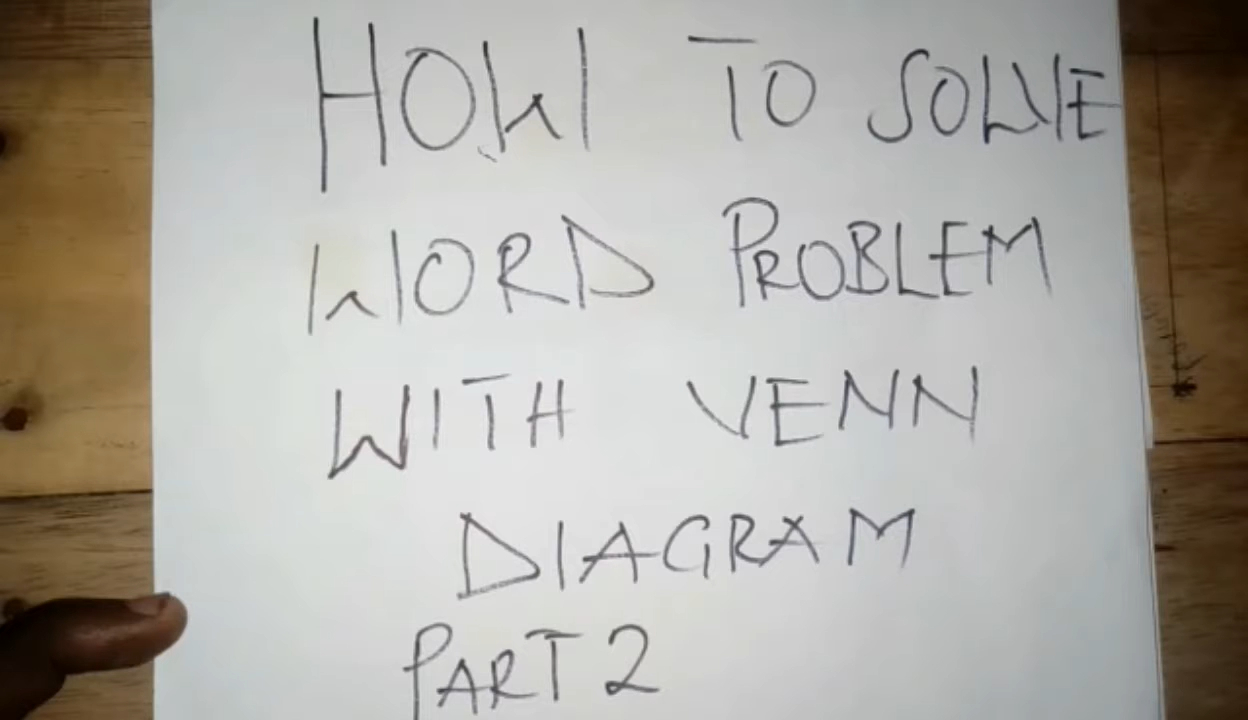 HOW TO SOLVE
WORD PROBLEM
WITH VENN
DIAGRAM
PART 2